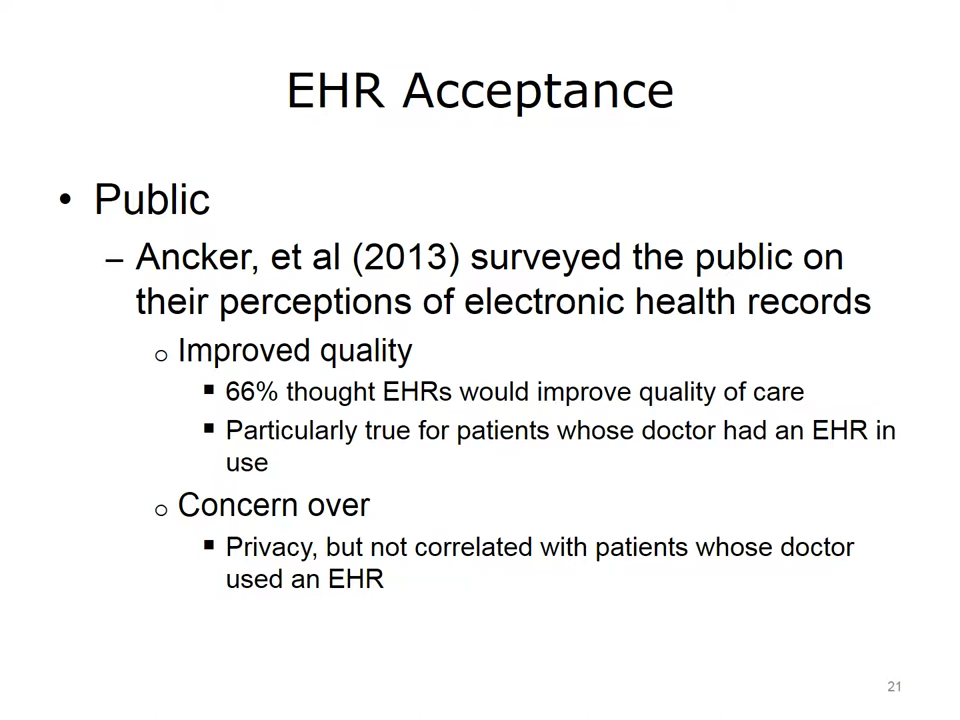 EHR Acceptance
• Public
– Ancker, et al (2013) surveyed the public on
their perceptions of electronic health records
o Improved quality
▪ 66% thought EHRs would improve quality of care
▪ Particularly true for patients whose doctor had an EHR in
use
o Concern over
▪ Privacy, but not correlated with patients whose doctor
used an EHR
21